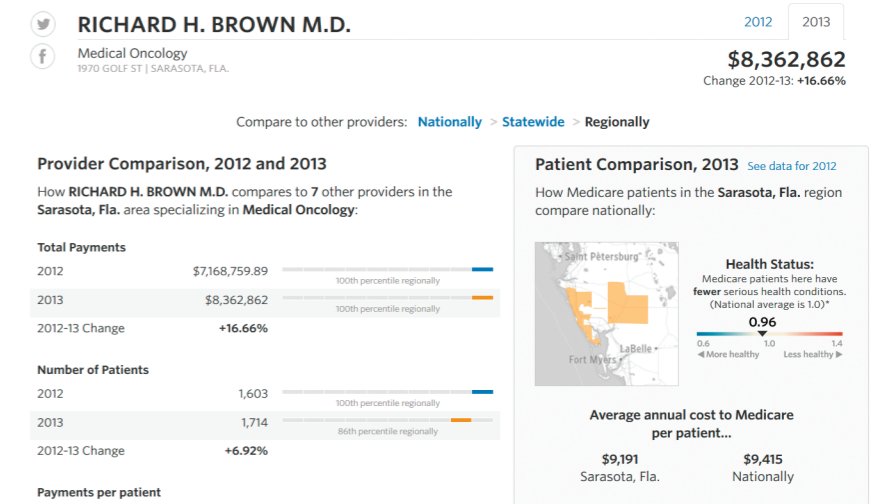 RICHARD H. BROWN M.D.
2012 2013
Medical Oncology
1970 GOLF ST | SARASOTA, FLA.
$8,362,862
Change 2012-13: +16.66%
Compare to other providers: Nationally > Statewide > Regionally
Provider Comparison, 2012 and 2013
How RICHARD H. BROWN M.D. compares to 7 other providers in the
Sarasota, Fla. area specializing in Medical Oncology:
Total Payments
2012 $7,168,759.89
100th percentile regionally
2013 $8,362,862
100th percentile regionally
2012-13 Change +16.66%
Number of Patients
2012 1,603
100th percentile regionally
2013 1,714
86th percentile regionally
2012-13 Change +6.92%
Payments per patient
Patient Comparison, 2013 See data for 2012
How Medicare patients in the Sarasota, Fla. region
compare nationally:
Saint Petersburg
LaBelle
Fort Myers
Health Status:
Medicare patients here have
fewer serious health conditions.
(National average is 1.0)*
0.96
0.6 1.0 1.4
◀ More healthy Less healthy ▶
Average annual cost to Medicare
per patient...
$9,191 $9,415
Sarasota, Fla. Nationally